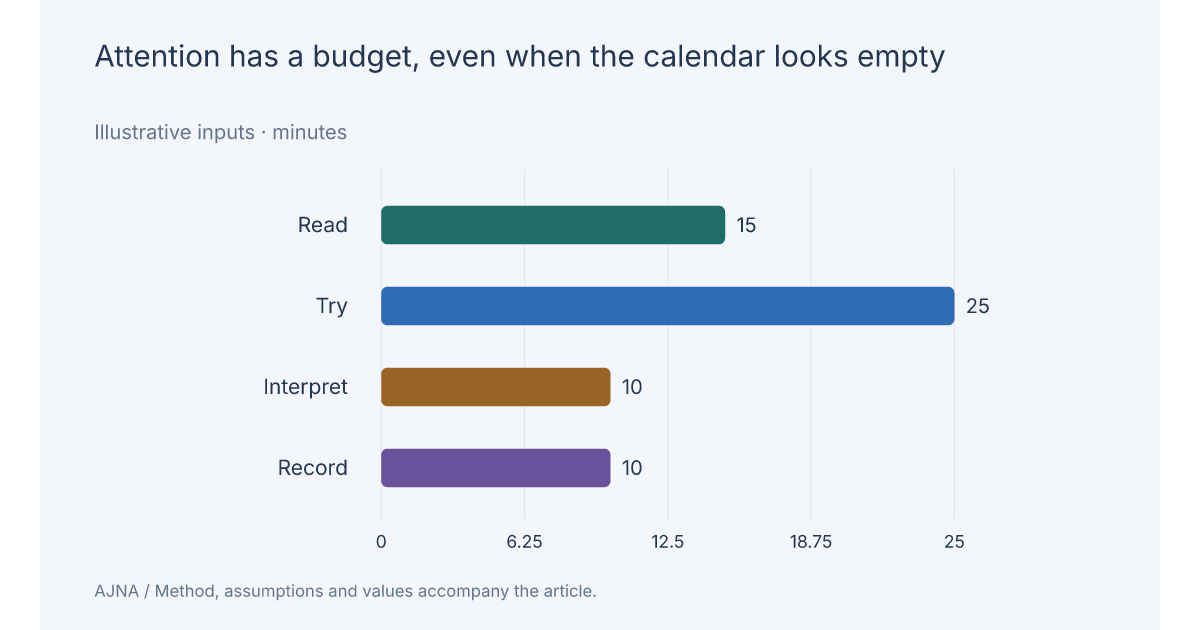 Attention has a budget, even when the calendar looks empty
Illustrative inputs · minutes
Read 15
Try 25
Interpret 10
Record 10
0 6.25 12.5 18.75 25
AJNA / Method, assumptions and values accompany the article.